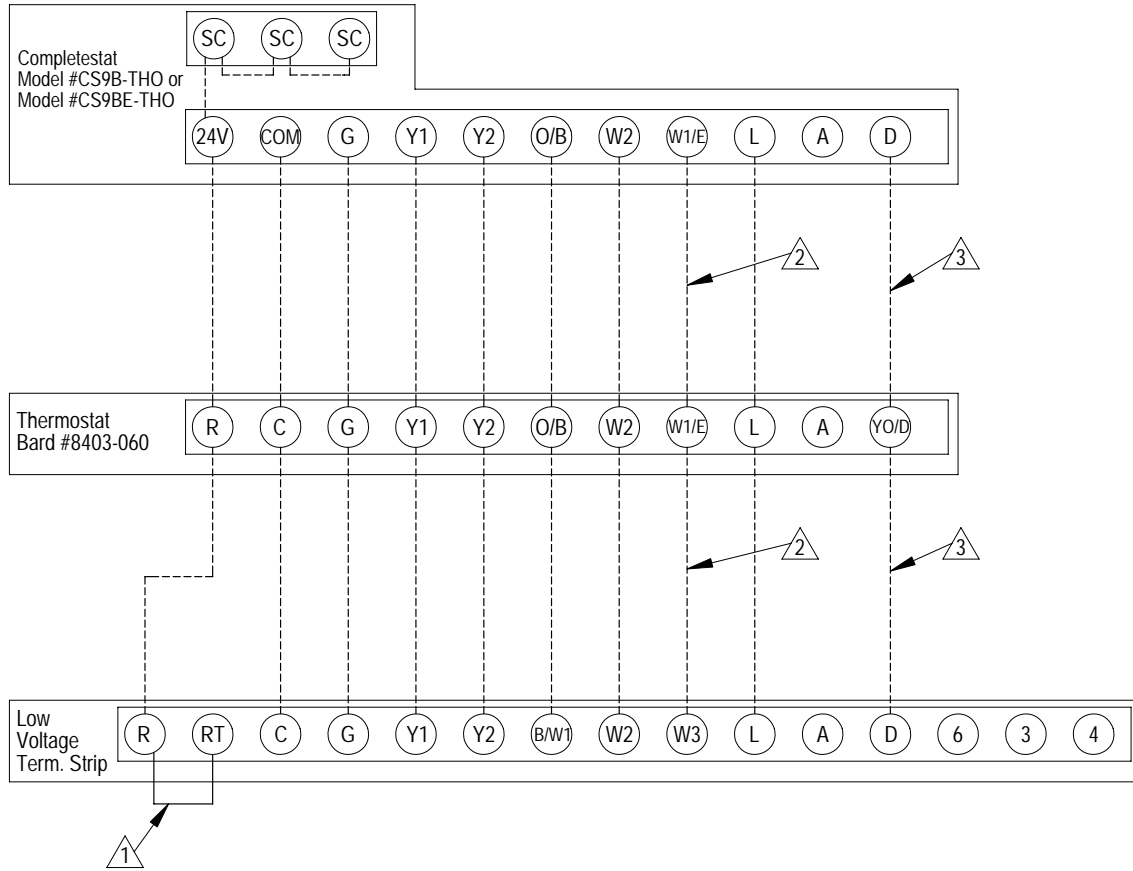 SC SC SC
Completestat
Model #CS9B-THO or
Model #CS9BE-THO
24V COM G Y1 Y2 O/B W2 W1/E L A D
2 3
Thermostat
Bard #8403-060
R C G Y1 Y2 O/B W2 W1/E L A YO/D
2 3
Low
Voltage
Term. Strip
R RT C G Y1 Y2 B/W1 W2 W3 L A D 6 3 4
1